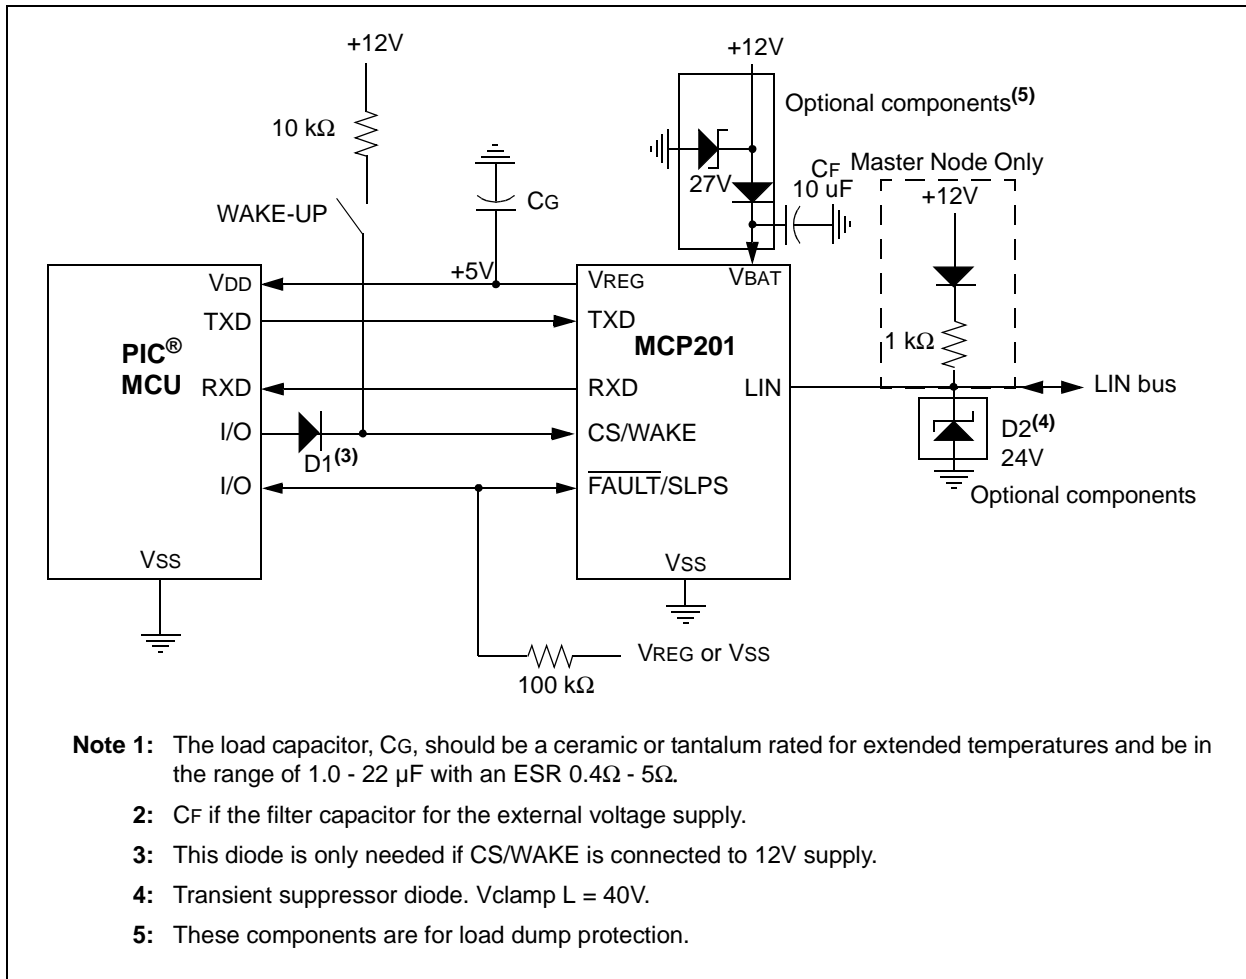 +12V
+12V
Optional components(5)
10 kΩ
27V
CF
10 uF
Master Node Only
+12V
CG
WAKE-UP
+5V
VDD
TXD
PIC®
MCU
RXD
I/O
D1(3)
I/O
VSS
VREG
VBAT
TXD
MCP201
RXD
LIN
CS/WAKE
FAULT/SLPS
VSS
1 kΩ
LIN bus
D2(4)
24V
Optional components
VREG or VSS
100 kΩ
Note 1: The load capacitor, CG, should be a ceramic or tantalum rated for extended temperatures and be in
the range of 1.0 - 22 µF with an ESR 0.4Ω - 5Ω.
2: CF if the filter capacitor for the external voltage supply.
3: This diode is only needed if CS/WAKE is connected to 12V supply.
4: Transient suppressor diode. Vclamp L = 40V.
5: These components are for load dump protection.